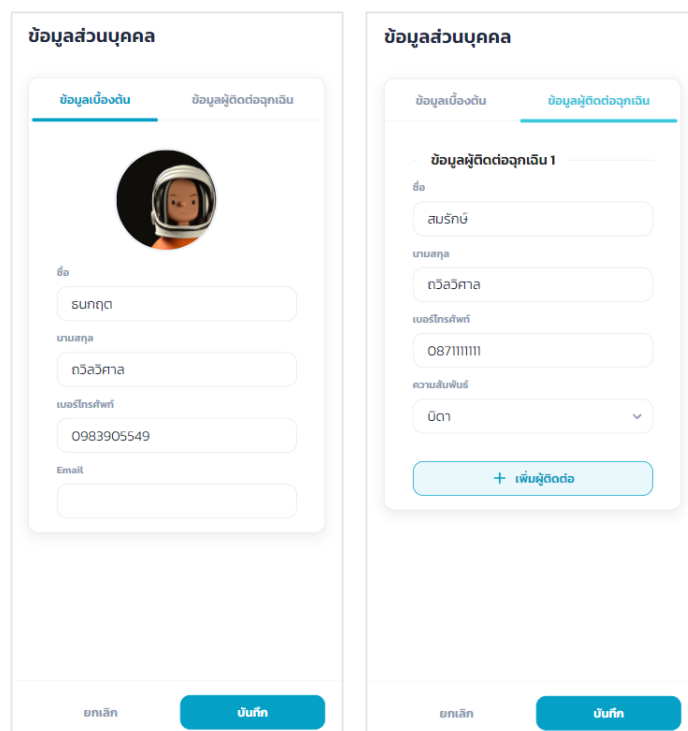 ข้อมูลส่วนบุคคล
ข้อมูลเบื้องต้น
ข้อมูลผู้ติดต่อฉุกเฉิน
ชื่อ
ธนกฤต
นามสกุล
ถวิลวิศาล
เบอร์โทรศัพท์
0983905549
Email
ยกเลิก
บันทึก
ข้อมูลส่วนบุคคล
ข้อมูลเบื้องต้น
ข้อมูลผู้ติดต่อฉุกเฉิน
ข้อมูลผู้ติดต่อฉุกเฉิน 1
ชื่อ
สมรักษ์
นามสกุล
ถวิลวิศาล
เบอร์โทรศัพท์
0871111111
ความสัมพันธ์
บิดา
+ เพิ่มผู้ติดต่อ
ยกเลิก
บันทึก